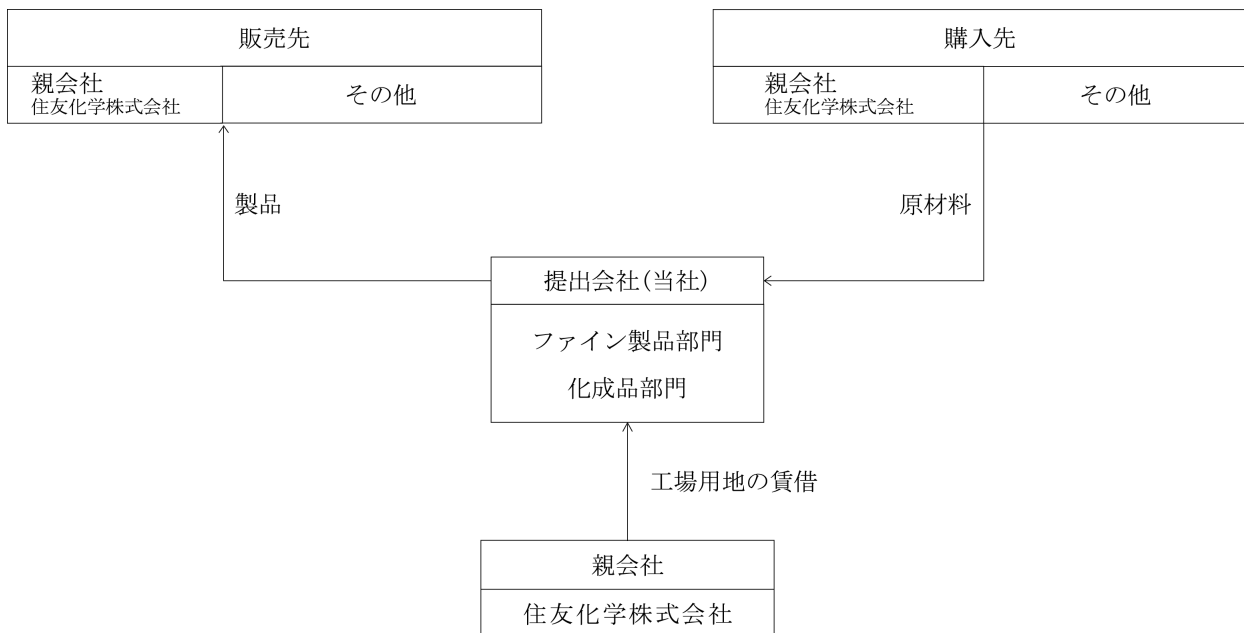 販売先
親会社
住友化学株式会社
その他
購入先
親会社
住友化学株式会社
その他
製品
原材料
提出会社(当社)
ファイン製品部門
化成品部門
工場用地の賃借
親会社
住友化学株式会社